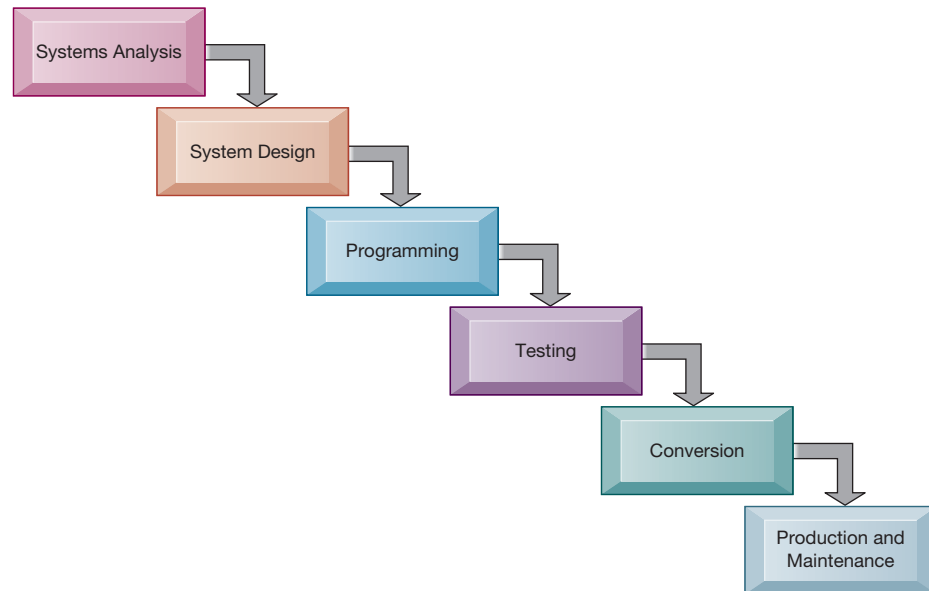 Systems Analysis
System Design
Programming
Testing
Conversion
Production and
Maintenance